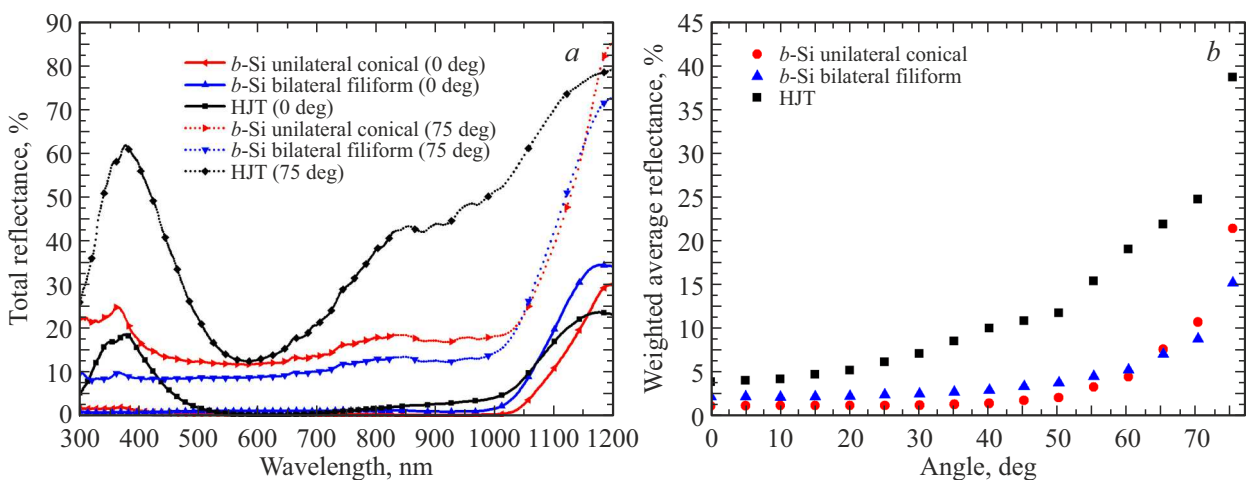 90
80
70
60
50
40
30
20
10
0
Total reflectance, %
a
b-Si unilateral conical (0 deg)
b-Si bilateral filiform (0 deg)
HJT (0 deg)
b-Si unilateral conical (75 deg)
b-Si bilateral filiform (75 deg)
HJT (75 deg)
300 400 500 600 700 800 900 1000 1100 1200
Wavelength, nm
45
40
35
30
25
20
15
10
5
0
Weighted average reflectance, %
b
b-Si unilateral conical
b-Si bilateral filiform
HJT
0 10 20 30 40 50 60 70
Angle, deg